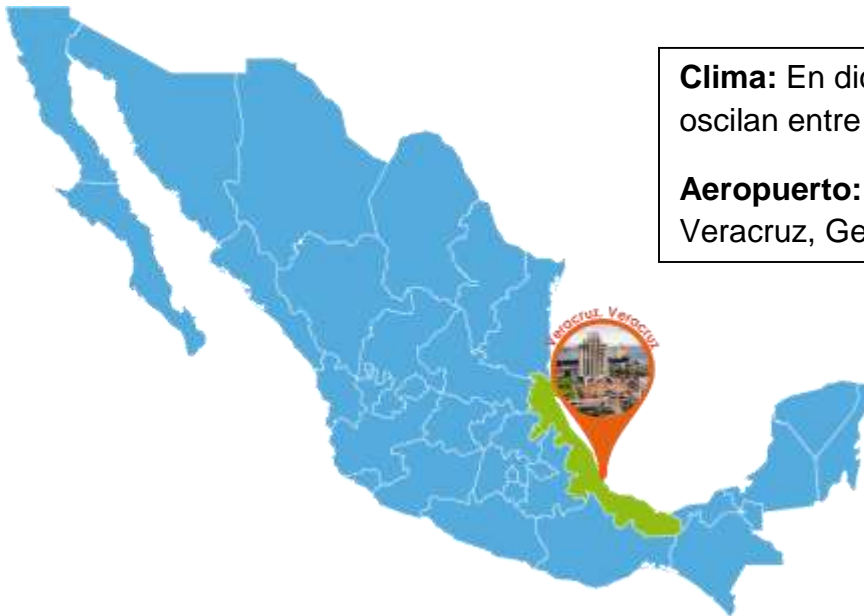 Clima: En dic
oscilan entre
Aeropuerto:
Veracruz, Ge
Veracruz, Veracruz